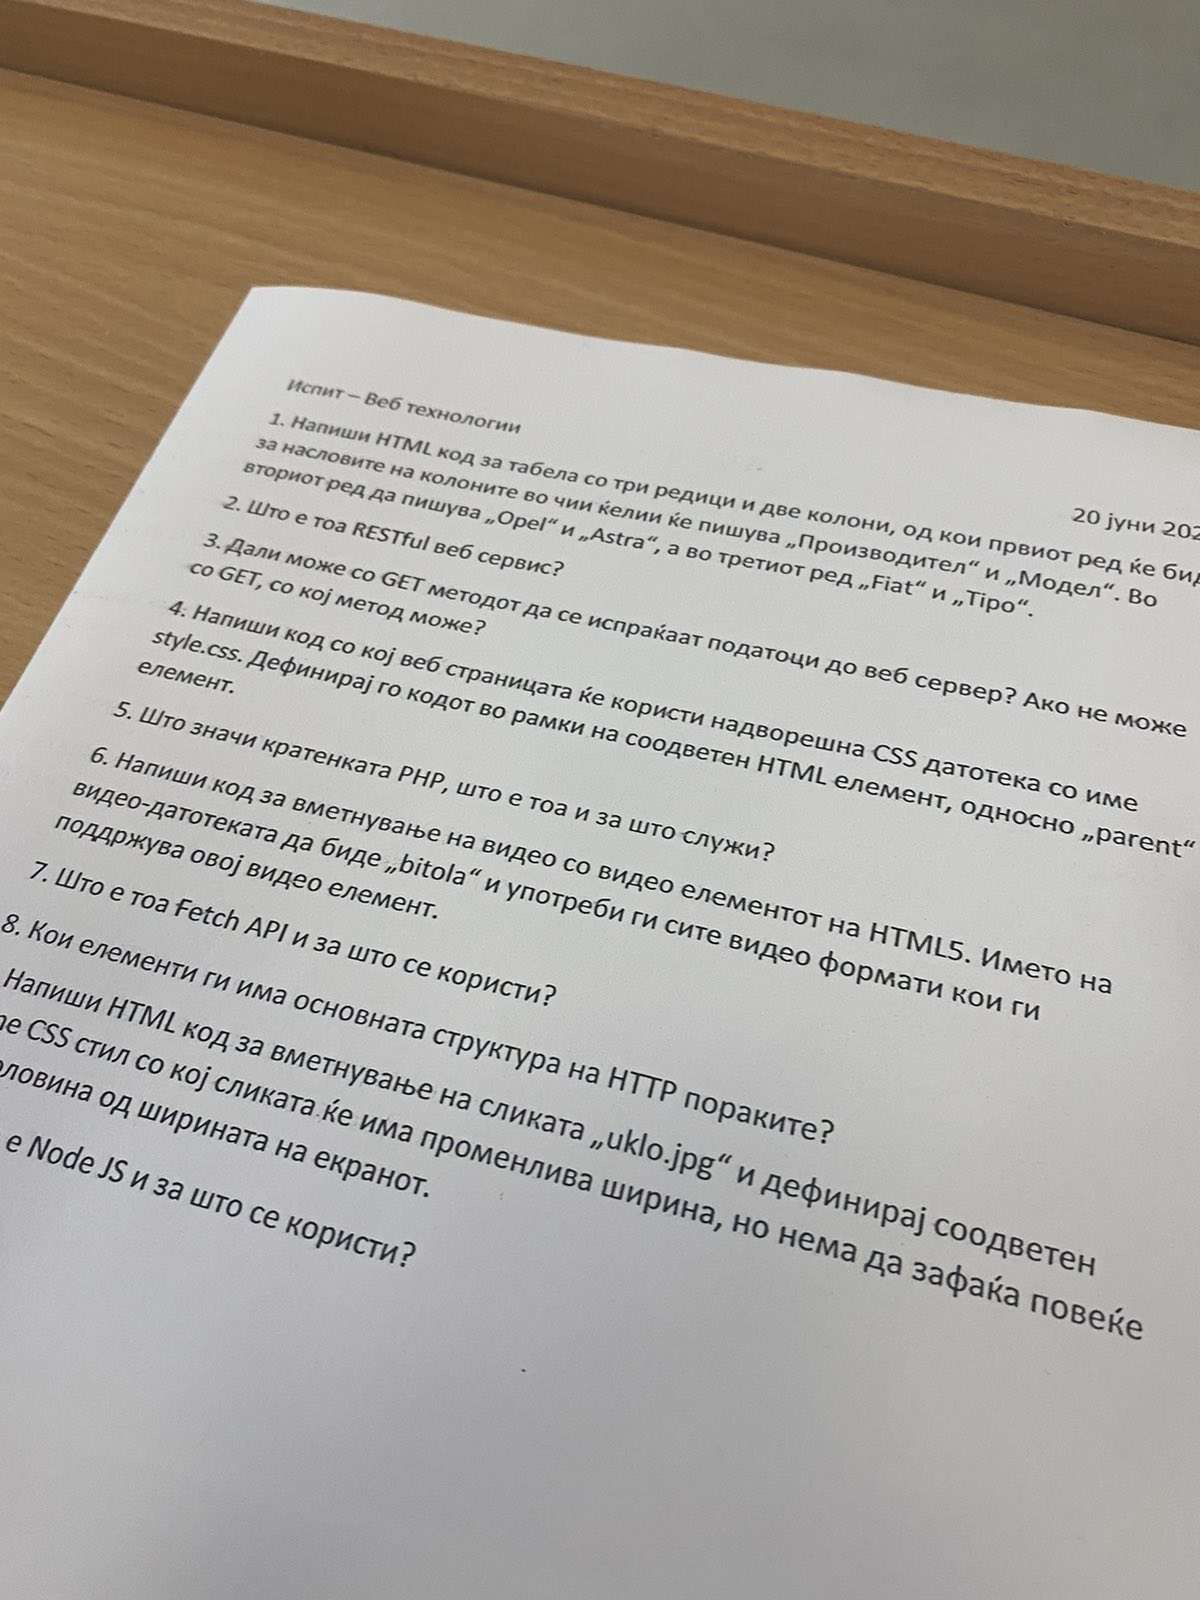 Испит – Веб технологии
20 јуни
1. Напиши HTML код за табела со три редици и две колони, од кои првиот ред ќе
за насловите на колоните во чии ќелии ќе пишува „Производител“ и „Модел“. Во
вториот ред да пишува „Opel“ и „Astra“, а во третиот ред „Fiat“ и „Tipo“.
2. Што е тоа RESTful веб сервис?
3. Дали може со GET методот да се испраќаат податоци до веб сервер? Ако не може
со GET, со кој метод може?
4. Напиши код со кој веб страницата ќе користи надворешна CSS датотека со име
style.css. Дефинирај го кодот во рамки на соодветен HTML елемент, односно „parent“
елемент.
5. Што значи кратенката PHP, што е тоа и за што служи?
6. Напиши код за вметнување на видео со видео елементот на HTML5. Името на
видео-датотеката да биде „bitola“ и употреби ги сите видео формати кои ги
поддржува овој видео елемент.
7. Што е тоа Fetch API и за што се користи?
8. Кои елементи ги има основната структура на HTTP пораките?
Напиши HTML код за вметнување на сликата „uklo.jpg“ и дефинирај соодветен
CSS стил со кој сликата ќе има променлива ширина, но нема да зафаќа повеќе
од ширината на екранот.
е Node JS и за што се користи?